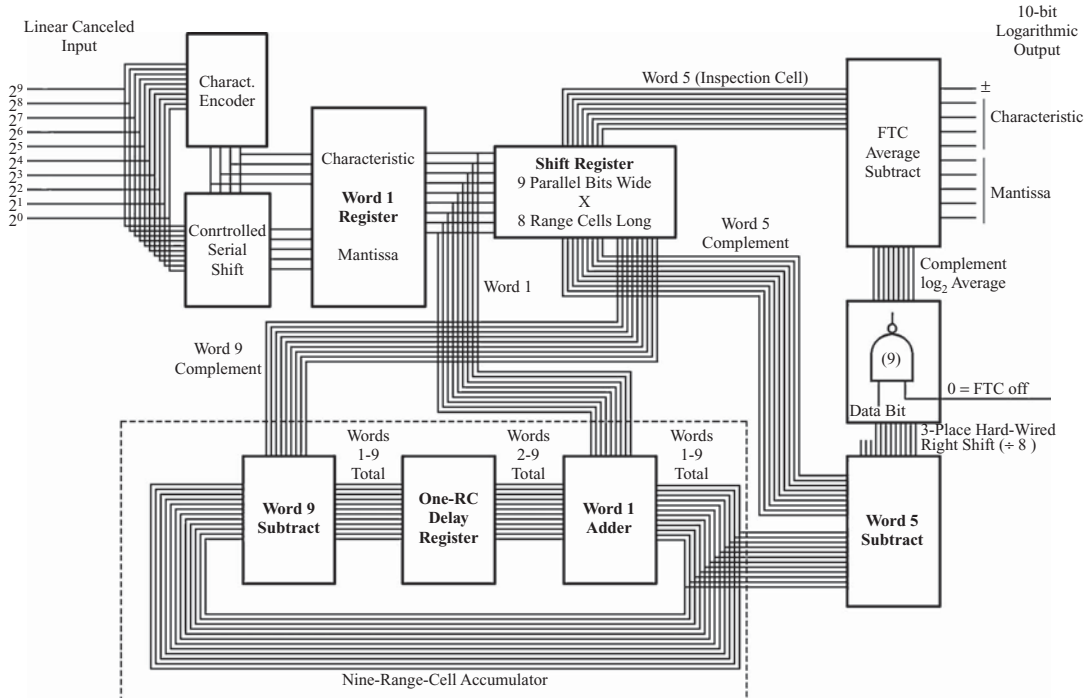 Linear Canceled
Input
10-bit
Logarithmic
Output
2⁹
2⁸
2⁷
2⁶
2⁵
2⁴
2³
2²
2¹
2⁰
Charact.
Encoder
Conrtrolled
Serial
Shift
Characteristic
Word 1
Register
Mantissa
Shift Register
9 Parallel Bits Wide
X
8 Range Cells Long
Word 5 (Inspection Cell)
FTC
Average
Subtract
±
Characteristic
Mantissa
Word 5
Complement
Word 1
Word 9
Complement
Complement
log₂ Average
(9)
0 = FTC off
Data Bit
3-Place Hard-Wired
Right Shift (÷ 8 )
Words
1-9
Total
Words
2-9
Total
Words
1-9
Total
Word 9
Subtract
One-RC
Delay
Register
Word 1
Adder
Word 5
Subtract
Nine-Range-Cell Accumulator